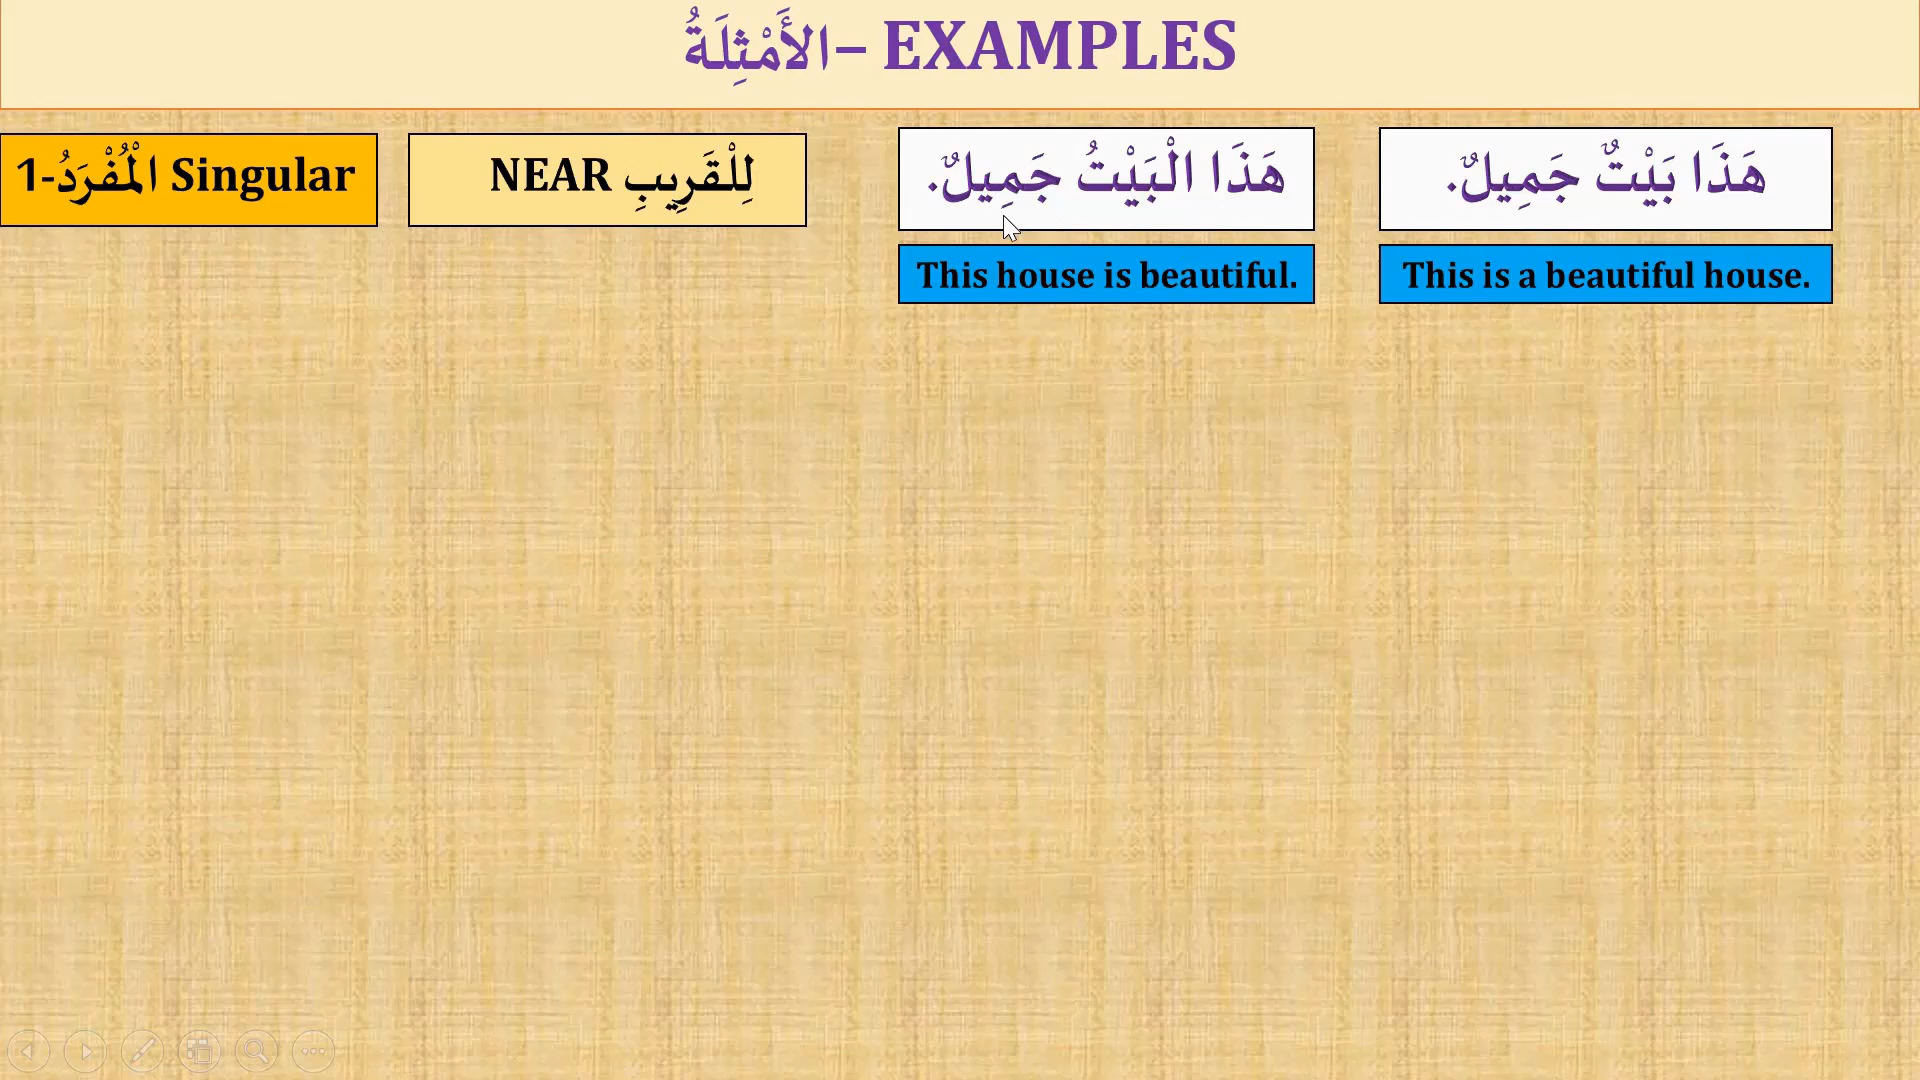 الأَمْثِلَةُ – EXAMPLES
1-الْمُفْرَدُ Singular
NEAR لِلْقَرِيبِ
هَذَا الْبَيْتُ جَمِيلٌ.
هَذَا بَيْتٌ جَمِيلٌ.
This house is beautiful.
This is a beautiful house.